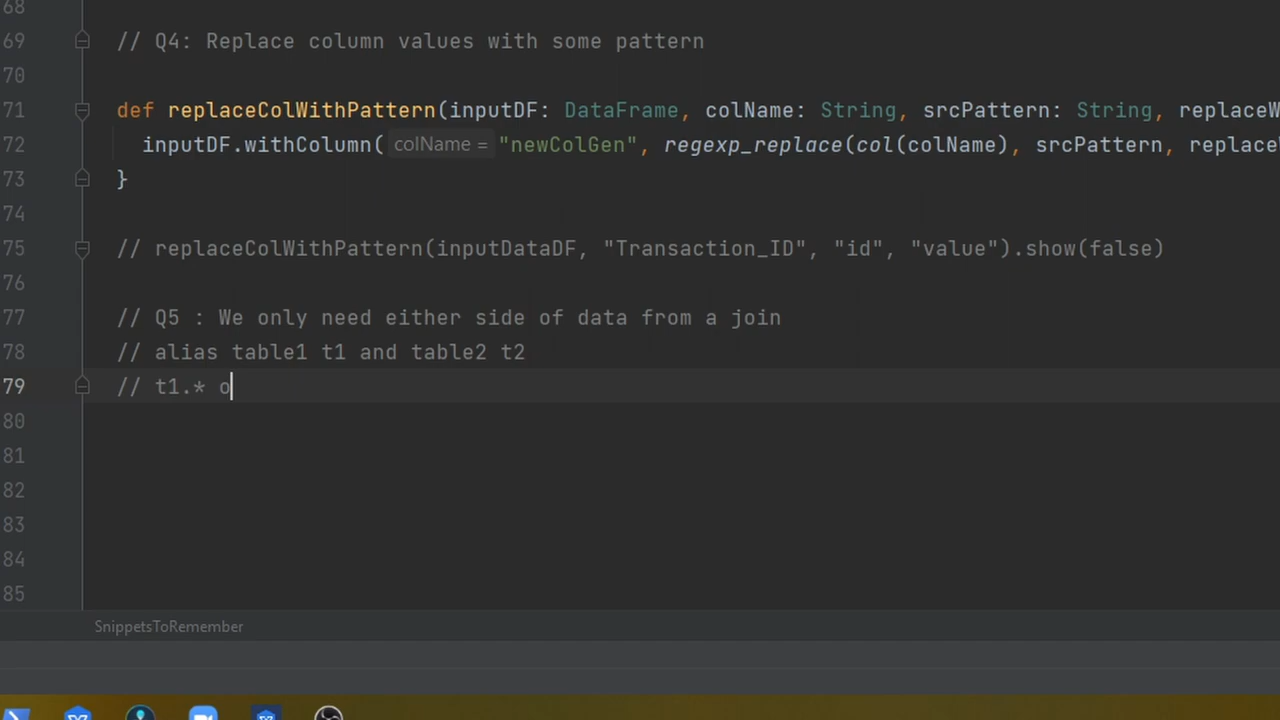 68
69 // Q4: Replace column values with some pattern
70
71 def replaceColWithPattern(inputDF: DataFrame, colName: String, srcPattern: String, replaceW
72 inputDF.withColumn( colName = "newColGen", regexp_replace(col(colName), srcPattern, replace
73 }
74
75 // replaceColWithPattern(inputDataDF, "Transaction_ID", "id", "value").show(false)
76
77 // Q5 : We only need either side of data from a join
78 // alias table1 t1 and table2 t2
79 // t1.* o
80
81
82
83
84
85
SnippetsToRemember